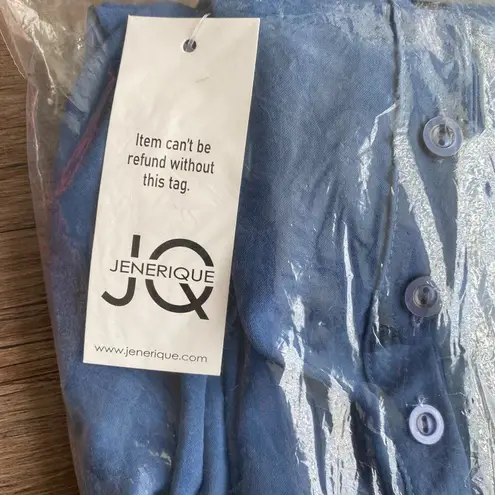 Item can't be
refund without
this tag.
JQ
JENERIQUE
www.jenerique.com